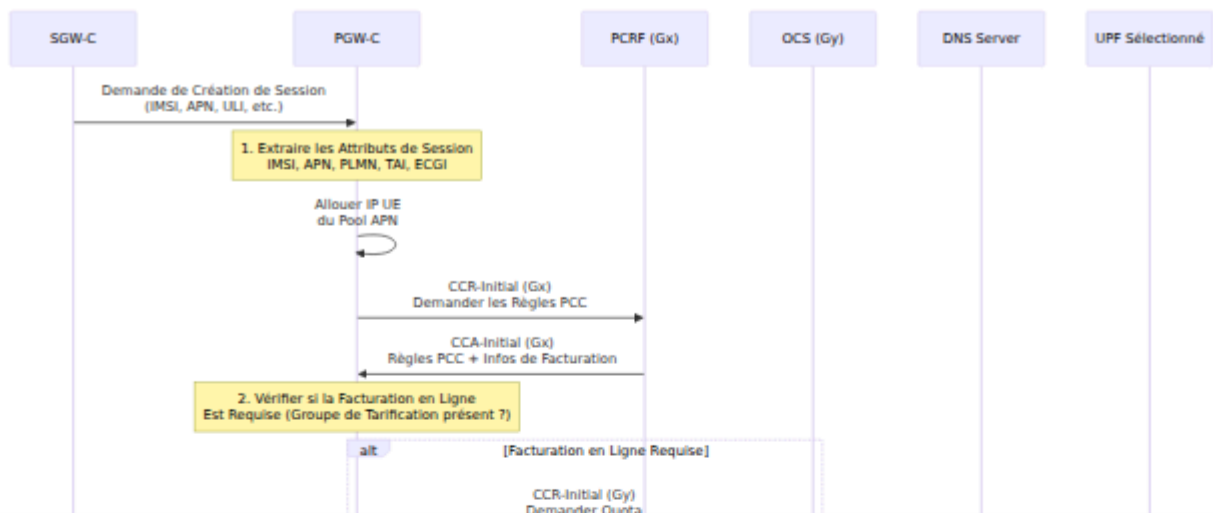 SGW-C
PGW-C
PCRF (Gx)
OCS (Gy)
DNS Server
UPF Sélectionné
Demande de Création de Session
(IMSI, APN, ULI, etc.)
1. Extraire les Attributs de Session
IMSI, APN, PLMN, TAI, ECGI
Allouer IP UE
du Pool APN
CCR-Initial (Gx)
Demander les Règles PCC
CCA-Initial (Gx)
Règles PCC + Infos de Facturation
2. Vérifier si la Facturation en Ligne
Est Requise (Groupe de Tarification présent ?)
alt
[Facturation en Ligne Requise]
CCR-Initial (Gy)
Demander Quota